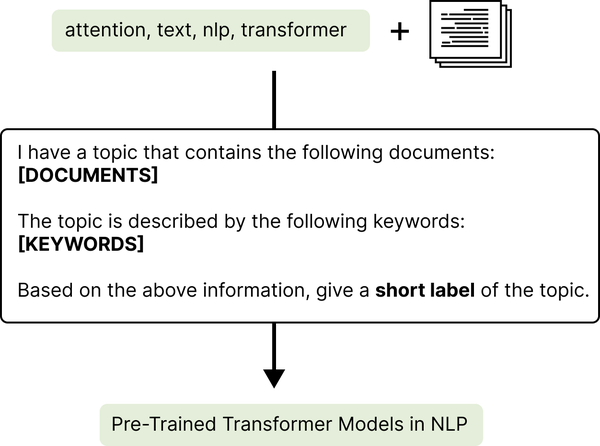 attention, text, nlp, transformer +
I have a topic that contains the following documents:
[DOCUMENTS]
The topic is described by the following keywords:
[KEYWORDS]
Based on the above information, give a short label of the topic.
Pre-Trained Transformer Models in NLP